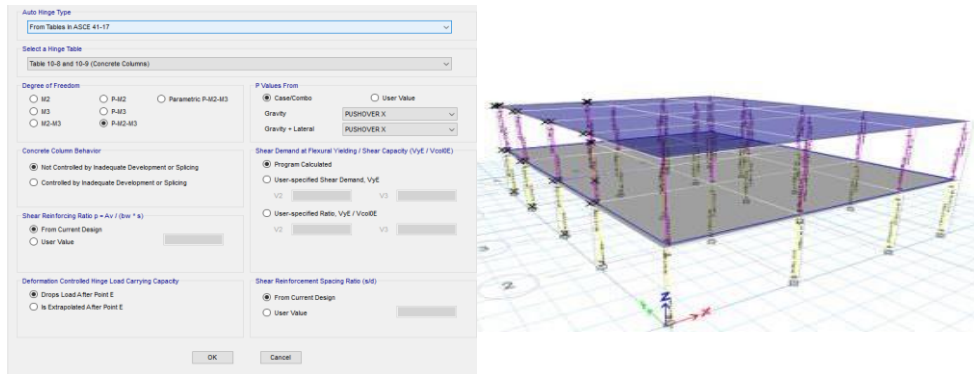 Auto Hinge Type
From Tables In ASCE 41-17
Select a Hinge Table
Table 10-8 and 10-9 (Concrete Columns)
Degree of Freedom
M2
P-M2
Parametric P-M2-M3
M3
P-M3
M2-M3
P-M2-M3
P Values From
Case/Combo
User Value
Gravity
PUSHOVER X
Gravity + Lateral
PUSHOVER X
Concrete Column Behavior
Not Controlled by Inadequate Development or Splicing
Controlled by Inadequate Development or Splicing
Shear Demand at Flexural Yielding / Shear Capacity (VyE / Vcol0E)
Program Calculated
User-specified Shear Demand, VyE
V2
V3
User-specified Ratio, VyE / Vcol0E
V2
V3
Shear Reinforcing Ratio p = Av / (bw * s)
From Current Design
User Value
Deformation Controlled Hinge Load Carrying Capacity
Drops Load After Point E
Is Extrapolated After Point E
Shear Reinforcement Spacing Ratio (s/d)
From Current Design
User Value
OK
Cancel
3
2
Z
X